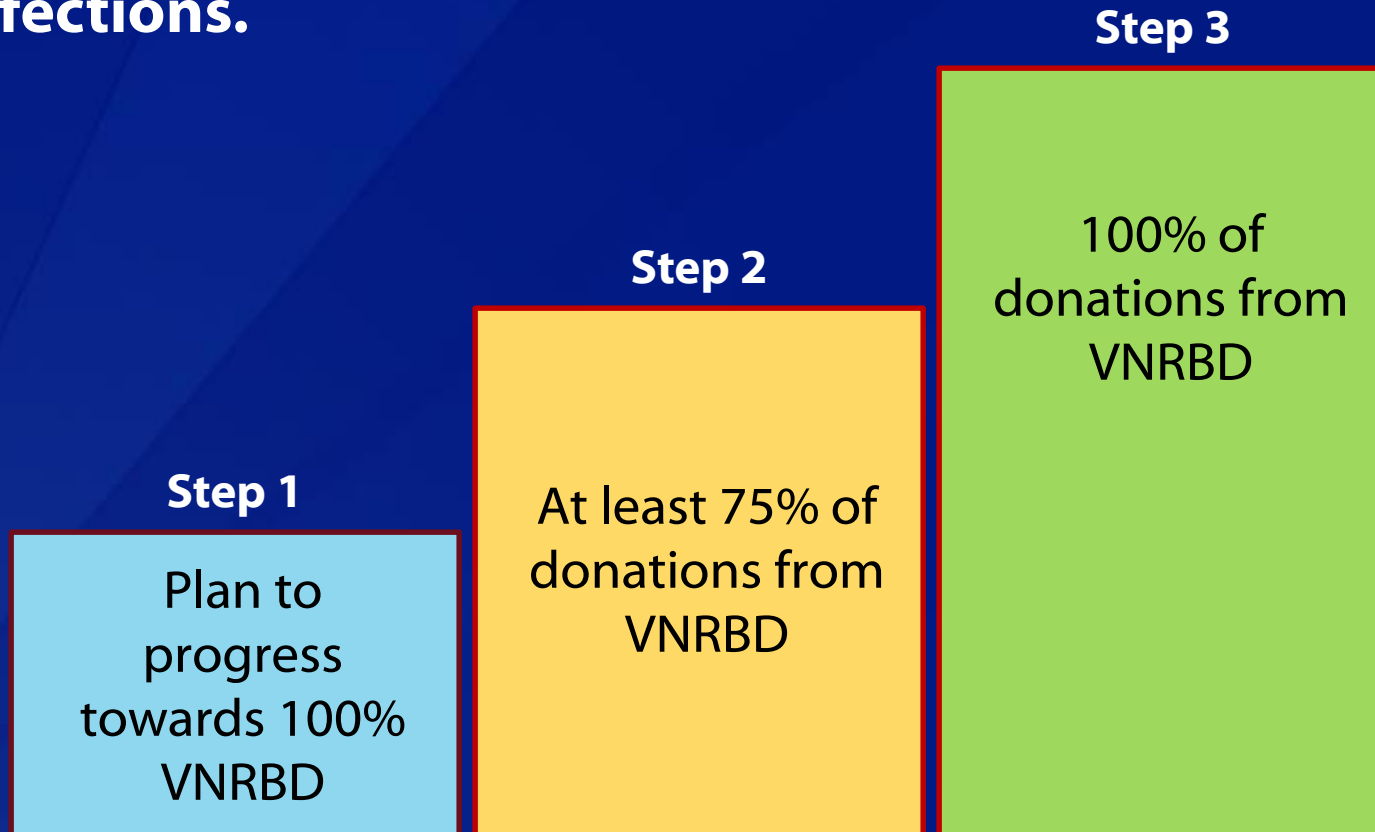 fections.
Step 1
Plan to
progress
towards 100%
VNRBD
Step 2
At least 75% of
donations from
VNRBD
Step 3
100% of
donations from
VNRBD